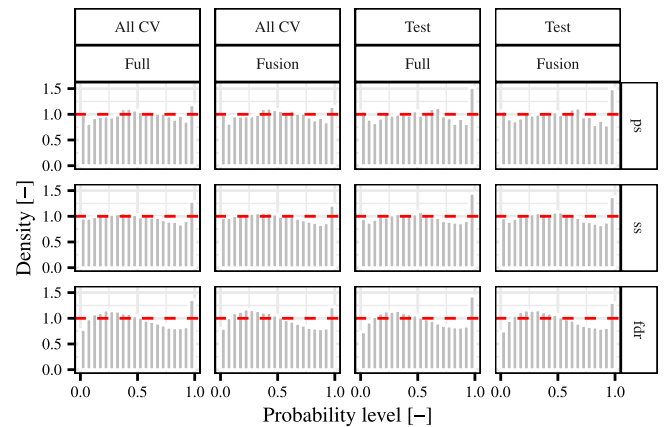 All CV All CV Test Test
Full Fusion Full Fusion
1.5
1.0
0.5
0.0
ps
1.5
1.0
0.5
0.0
ss
1.5
1.0
0.5
0.0
fdr
Density [−]
0.0 0.5 1.0 0.0 0.5 1.0 0.0 0.5 1.0 0.0 0.5 1.0
Probability level [−]